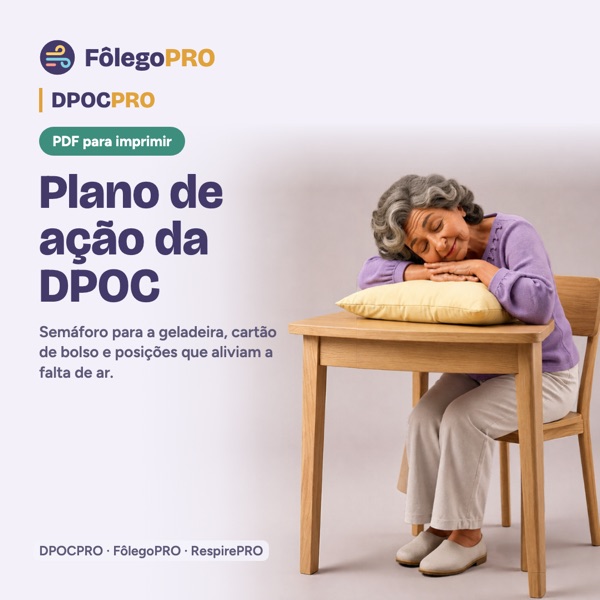 FôlegoPRO
DPOCPRO
PDF para imprimir
Plano de
ação da
DPOC
Semáforo para a geladeira, cartão
de bolso e posições que aliviam a
falta de ar.
DPOCPRO · FôlegoPRO · RespirePRO